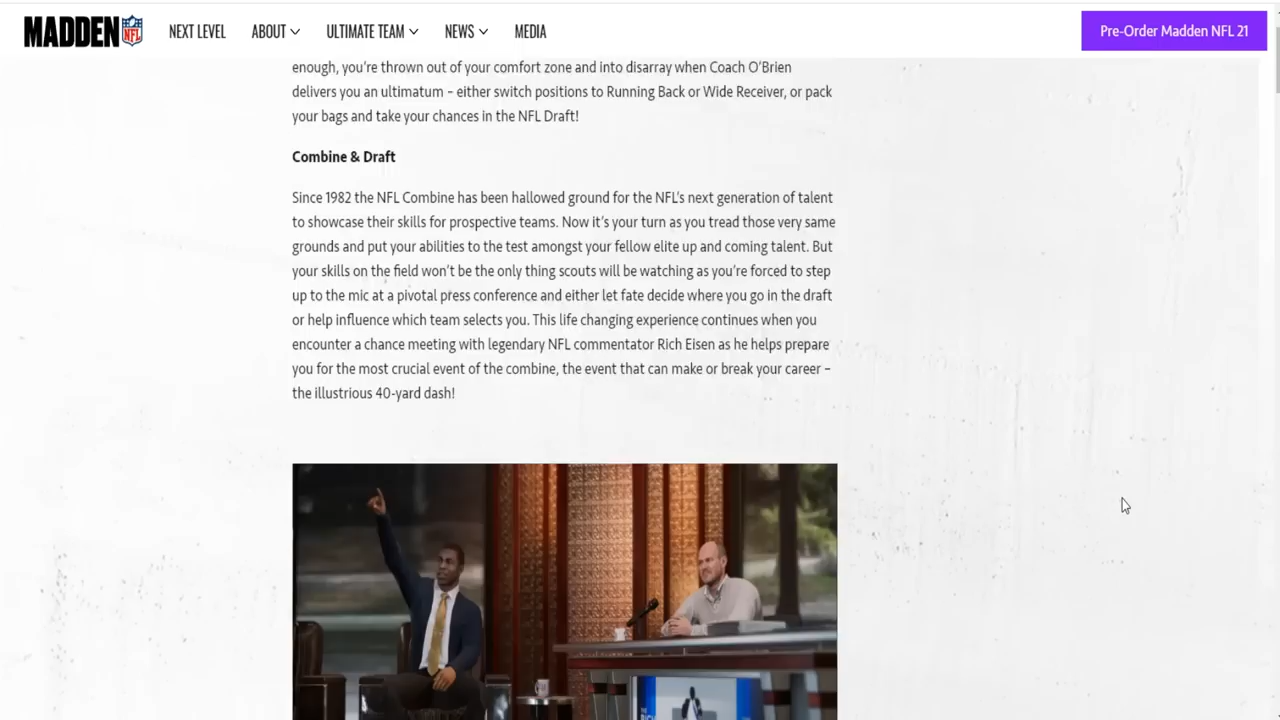 MADDEN NFL NEXT LEVEL ABOUT ULTIMATE TEAM NEWS MEDIA Pre-Order Madden NFL 21
enough, you're thrown out of your comfort zone and into disarray when Coach O'Brien
delivers you an ultimatum – either switch positions to Running Back or Wide Receiver, or pack
your bags and take your chances in the NFL Draft!
Combine & Draft
Since 1982 the NFL Combine has been hallowed ground for the NFL's next generation of talent
to showcase their skills for prospective teams. Now it's your turn as you tread those very same
grounds and put your abilities to the test amongst your fellow elite up and coming talent. But
your skills on the field won't be the only thing scouts will be watching as you're forced to step
up to the mic at a pivotal press conference and either let fate decide where you go in the draft
or help influence which team selects you. This life changing experience continues when you
encounter a chance meeting with legendary NFL commentator Rich Eisen as he helps prepare
you for the most crucial event of the combine, the event that can make or break your career –
the illustrious 40-yard dash!